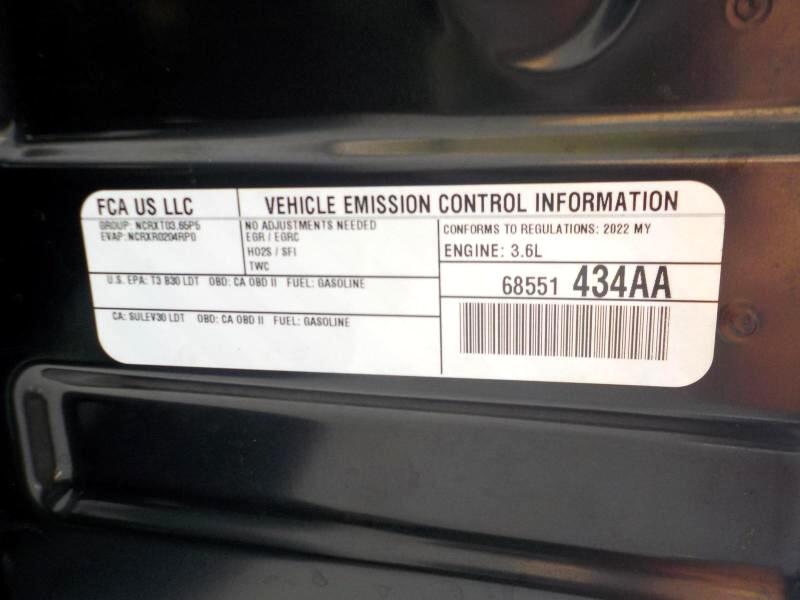 FCA US LLC
VEHICLE EMISSION CONTROL INFORMATION
GROUP: NCRXT03.65P5
EVAP: NCRXR0204RP0
NO ADJUSTMENTS NEEDED
EGR / EGRC
HO2S / SFI
TWC
CONFORMS TO REGULATIONS: 2022 MY
ENGINE: 3.6L
U.S. EPA: T3 B30 LDT OBD: CA OBD II FUEL: GASOLINE
CA: SULEV30 LDT OBD: CA OBD II FUEL: GASOLINE
68551 434AA